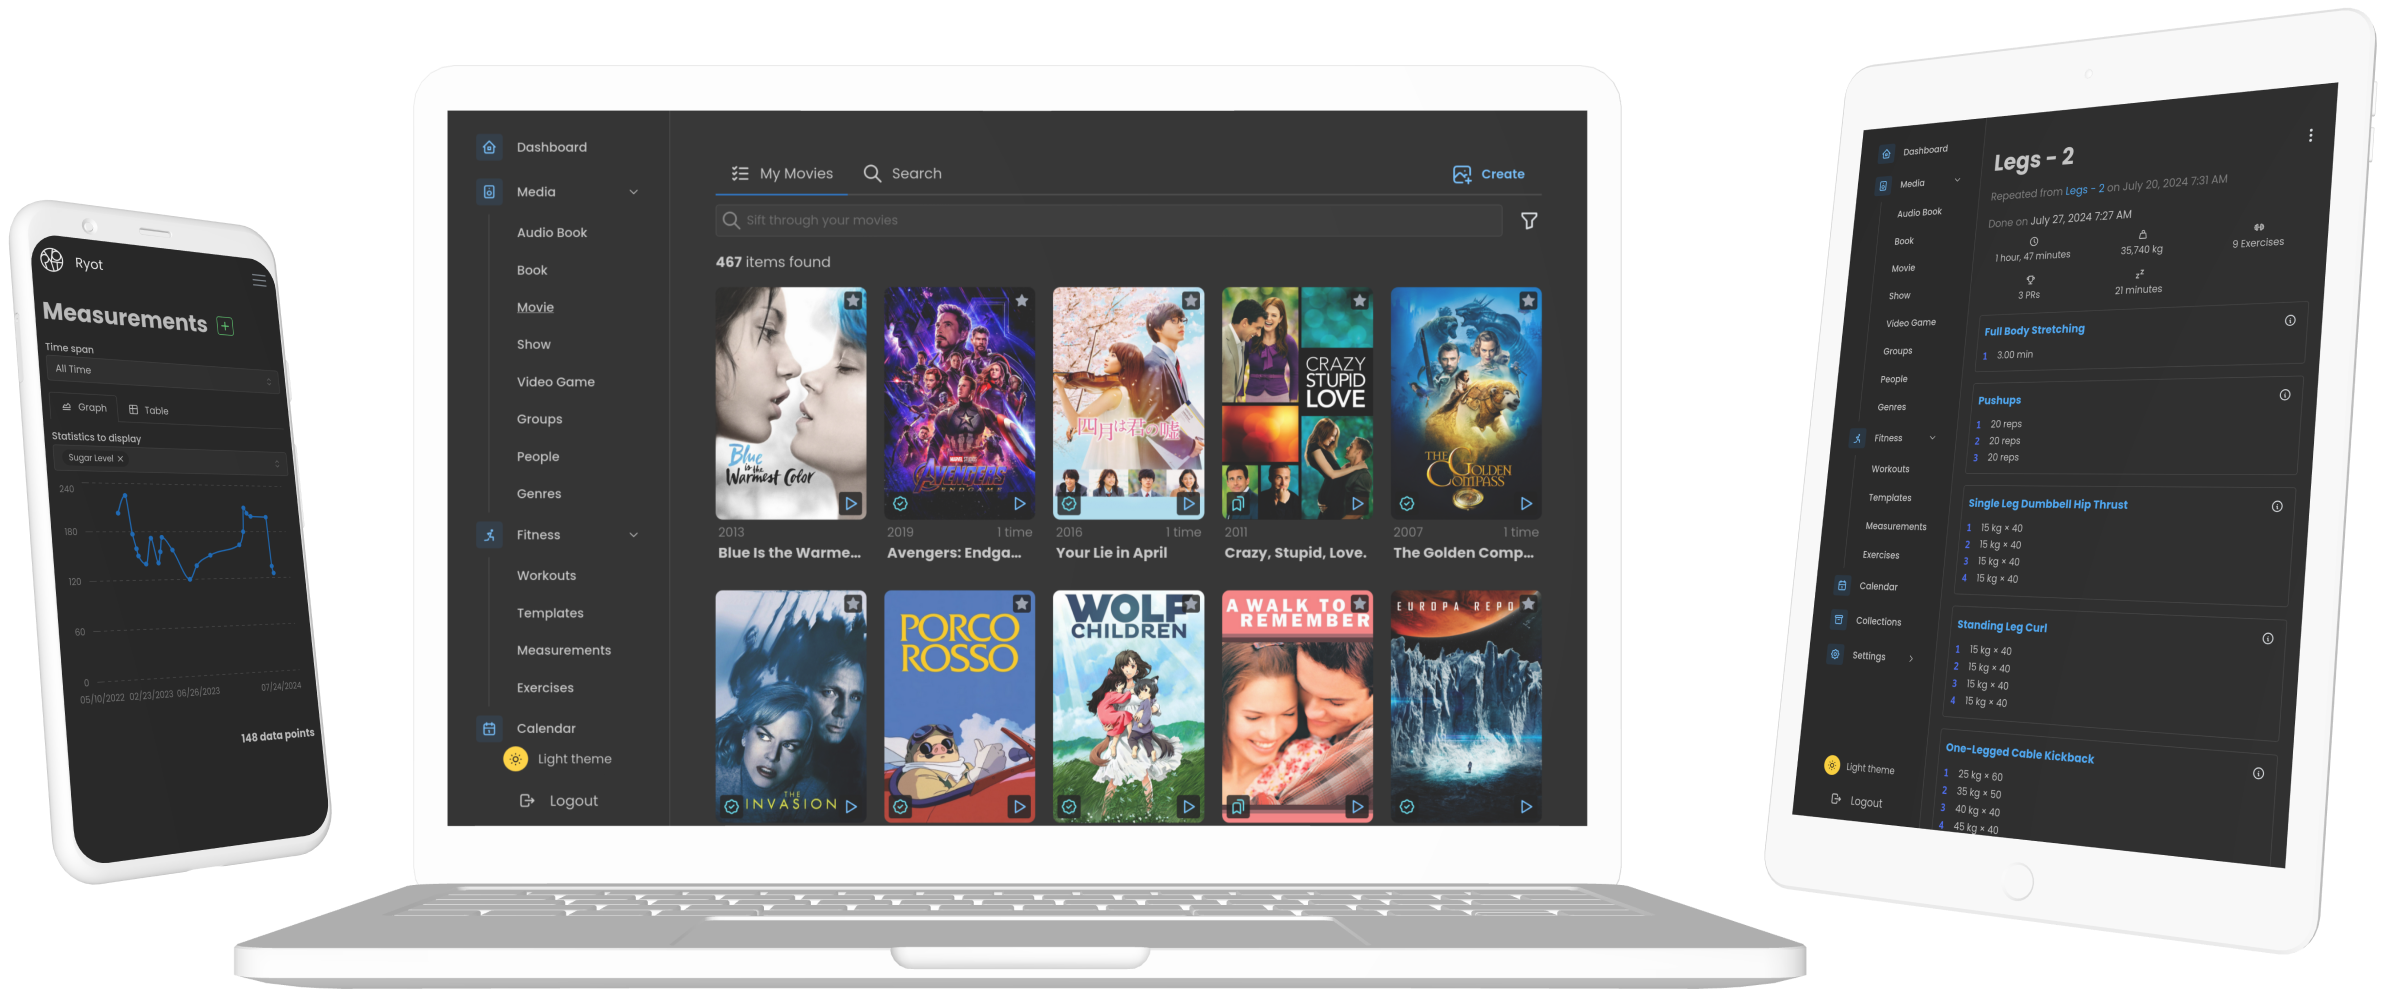 Ryot
Measurements
Time span
All Time
Graph
Table
Statistics to display
Sugar Level
240
180
120
60
0
05/10/2022 02/23/2023 06/26/2023 07/24/2024
148 data points
Dashboard
Media
Audio Book
Book
Movie
Show
Video Game
Groups
People
Genres
Fitness
Workouts
Templates
Measurements
Exercises
Calendar
Light theme
Logout
My Movies
Search
Create
Sift through your movies
467 items found
Blue
is the
Warmest Color
MARVEL STUDIOS
AVENGERS
ENDGAME
四月は君の嘘
CRAZY
STUPID
LOVE
THE GOLDEN
COMPASS
2013
2019 1 time
2016 1 time
2011
2007 1 time
Blue Is the Warme...
Avengers: Endga...
Your Lie in April
Crazy, Stupid, Love.
The Golden Comp...
THE
INVASION
PORCO
ROSSO
WOLF
CHILDREN
A WALK TO
REMEMBER
EUROPA REPO
Dashboard
Media
Audio Book
Book
Movie
Show
Video Game
Groups
People
Genres
Fitness
Workouts
Templates
Measurements
Exercises
Calendar
Collections
Settings
Light theme
Logout
Legs - 2
Repeated from Legs - 2 on July 20, 2024 7:31 AM
Done on July 27, 2024 7:27 AM
1 hour, 47 minutes
35,740 kg
9 Exercises
3 PRs
21 minutes
Full Body Stretching
1 3.00 min
Pushups
1 20 reps
2 20 reps
3 20 reps
Single Leg Dumbbell Hip Thrust
1 15 kg × 40
2 15 kg × 40
3 15 kg × 40
4 15 kg × 40
Standing Leg Curl
1 15 kg × 40
2 15 kg × 40
3 15 kg × 40
4 15 kg × 40
One-Legged Cable Kickback
1 25 kg × 60
2 35 kg × 50
3 40 kg × 40
4 45 kg × 40